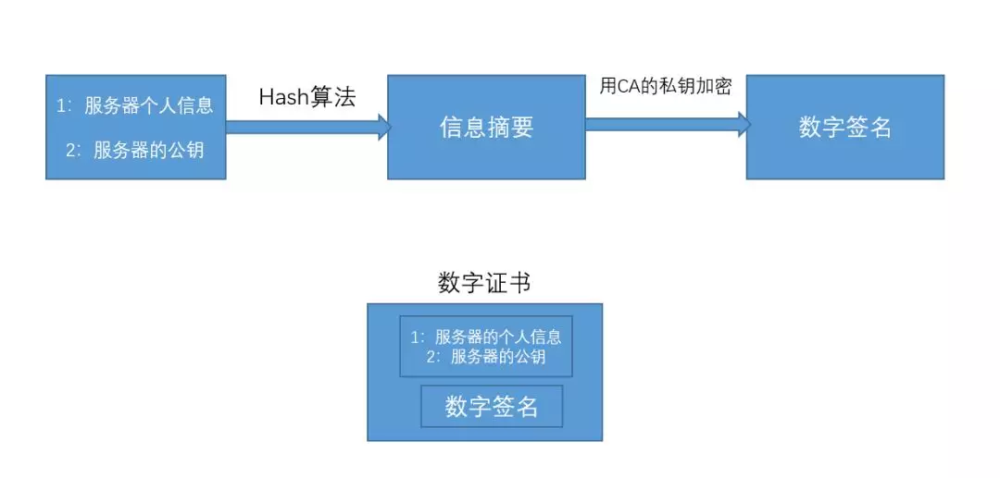 1：服务器个人信息
2：服务器的公钥
Hash算法
信息摘要
用CA的私钥加密
数字签名
数字证书
1：服务器的个人信息
2：服务器的公钥
数字签名